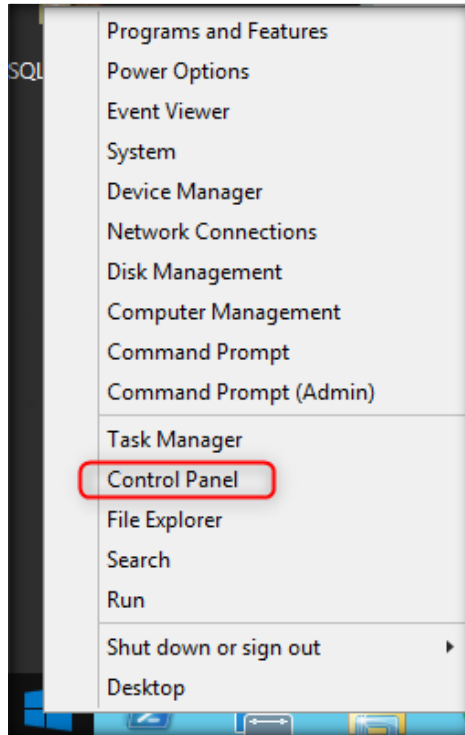 Programs and Features
SQL
Power Options
Event Viewer
System
Device Manager
Network Connections
Disk Management
Computer Management
Command Prompt
Command Prompt (Admin)
Task Manager
Control Panel
File Explorer
Search
Run
Shut down or sign out
Desktop